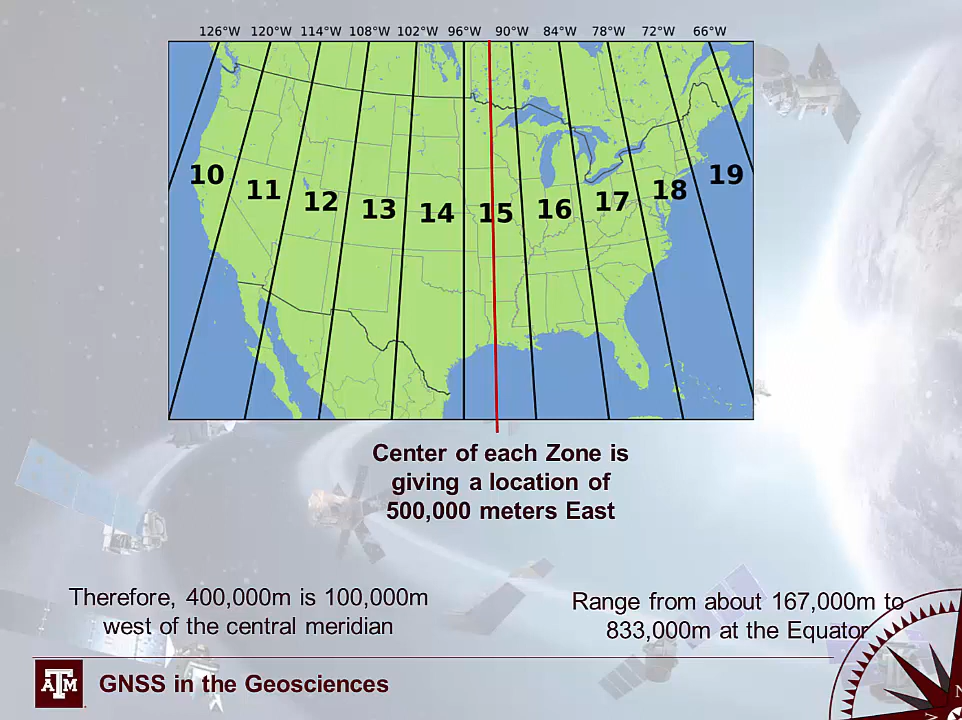 126°W 120°W 114°W 108°W 102°W 96°W 90°W 84°W 78°W 72°W 66°W
10 11 12 13 14 15 16 17 18 19
Center of each Zone is
giving a location of
500,000 meters East
Therefore, 400,000m is 100,000m
west of the central meridian
Range from about 167,000m to
833,000m at the Equator
ATM GNSS in the Geosciences
N